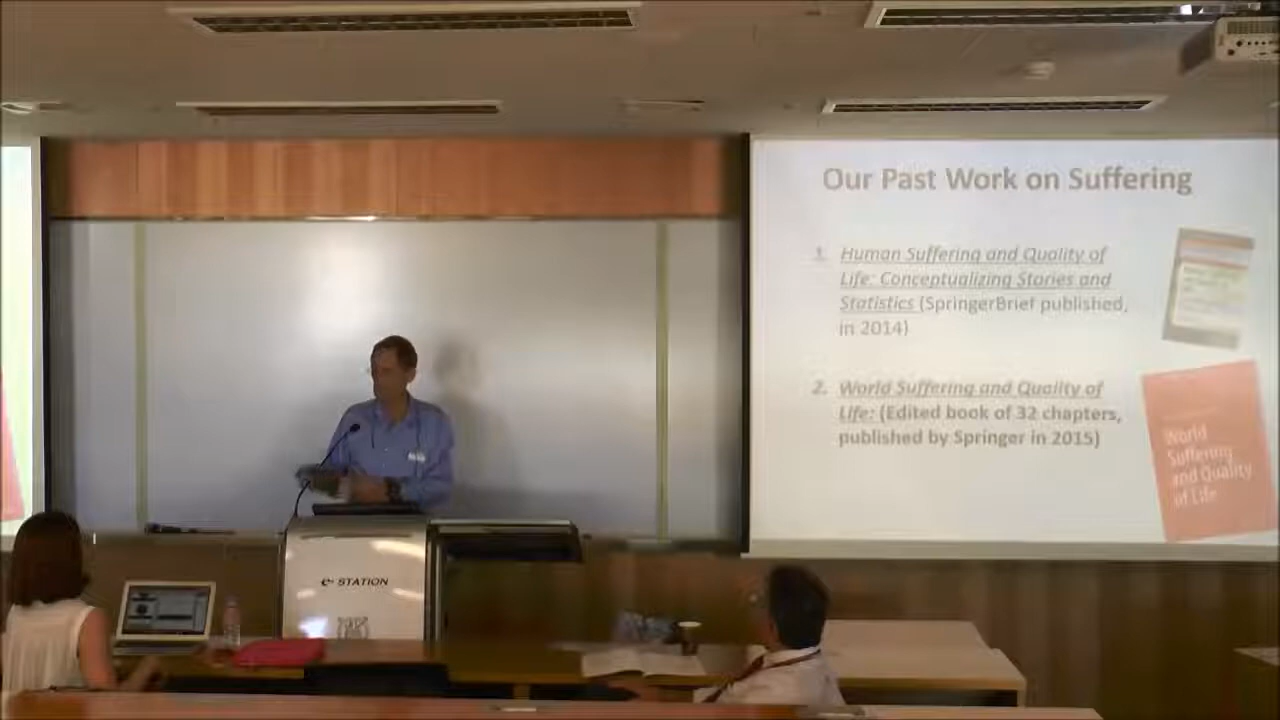 Our Past Work on Suffering
1. Human Suffering and Quality of
Life: Conceptualizing Stories and
Statistics (SpringerBrief published,
in 2014)
2. World Suffering and Quality of
Life: (Edited book of 32 chapters,
published by Springer in 2015)
World
Suffering
and Quality
of Life
e-STATION